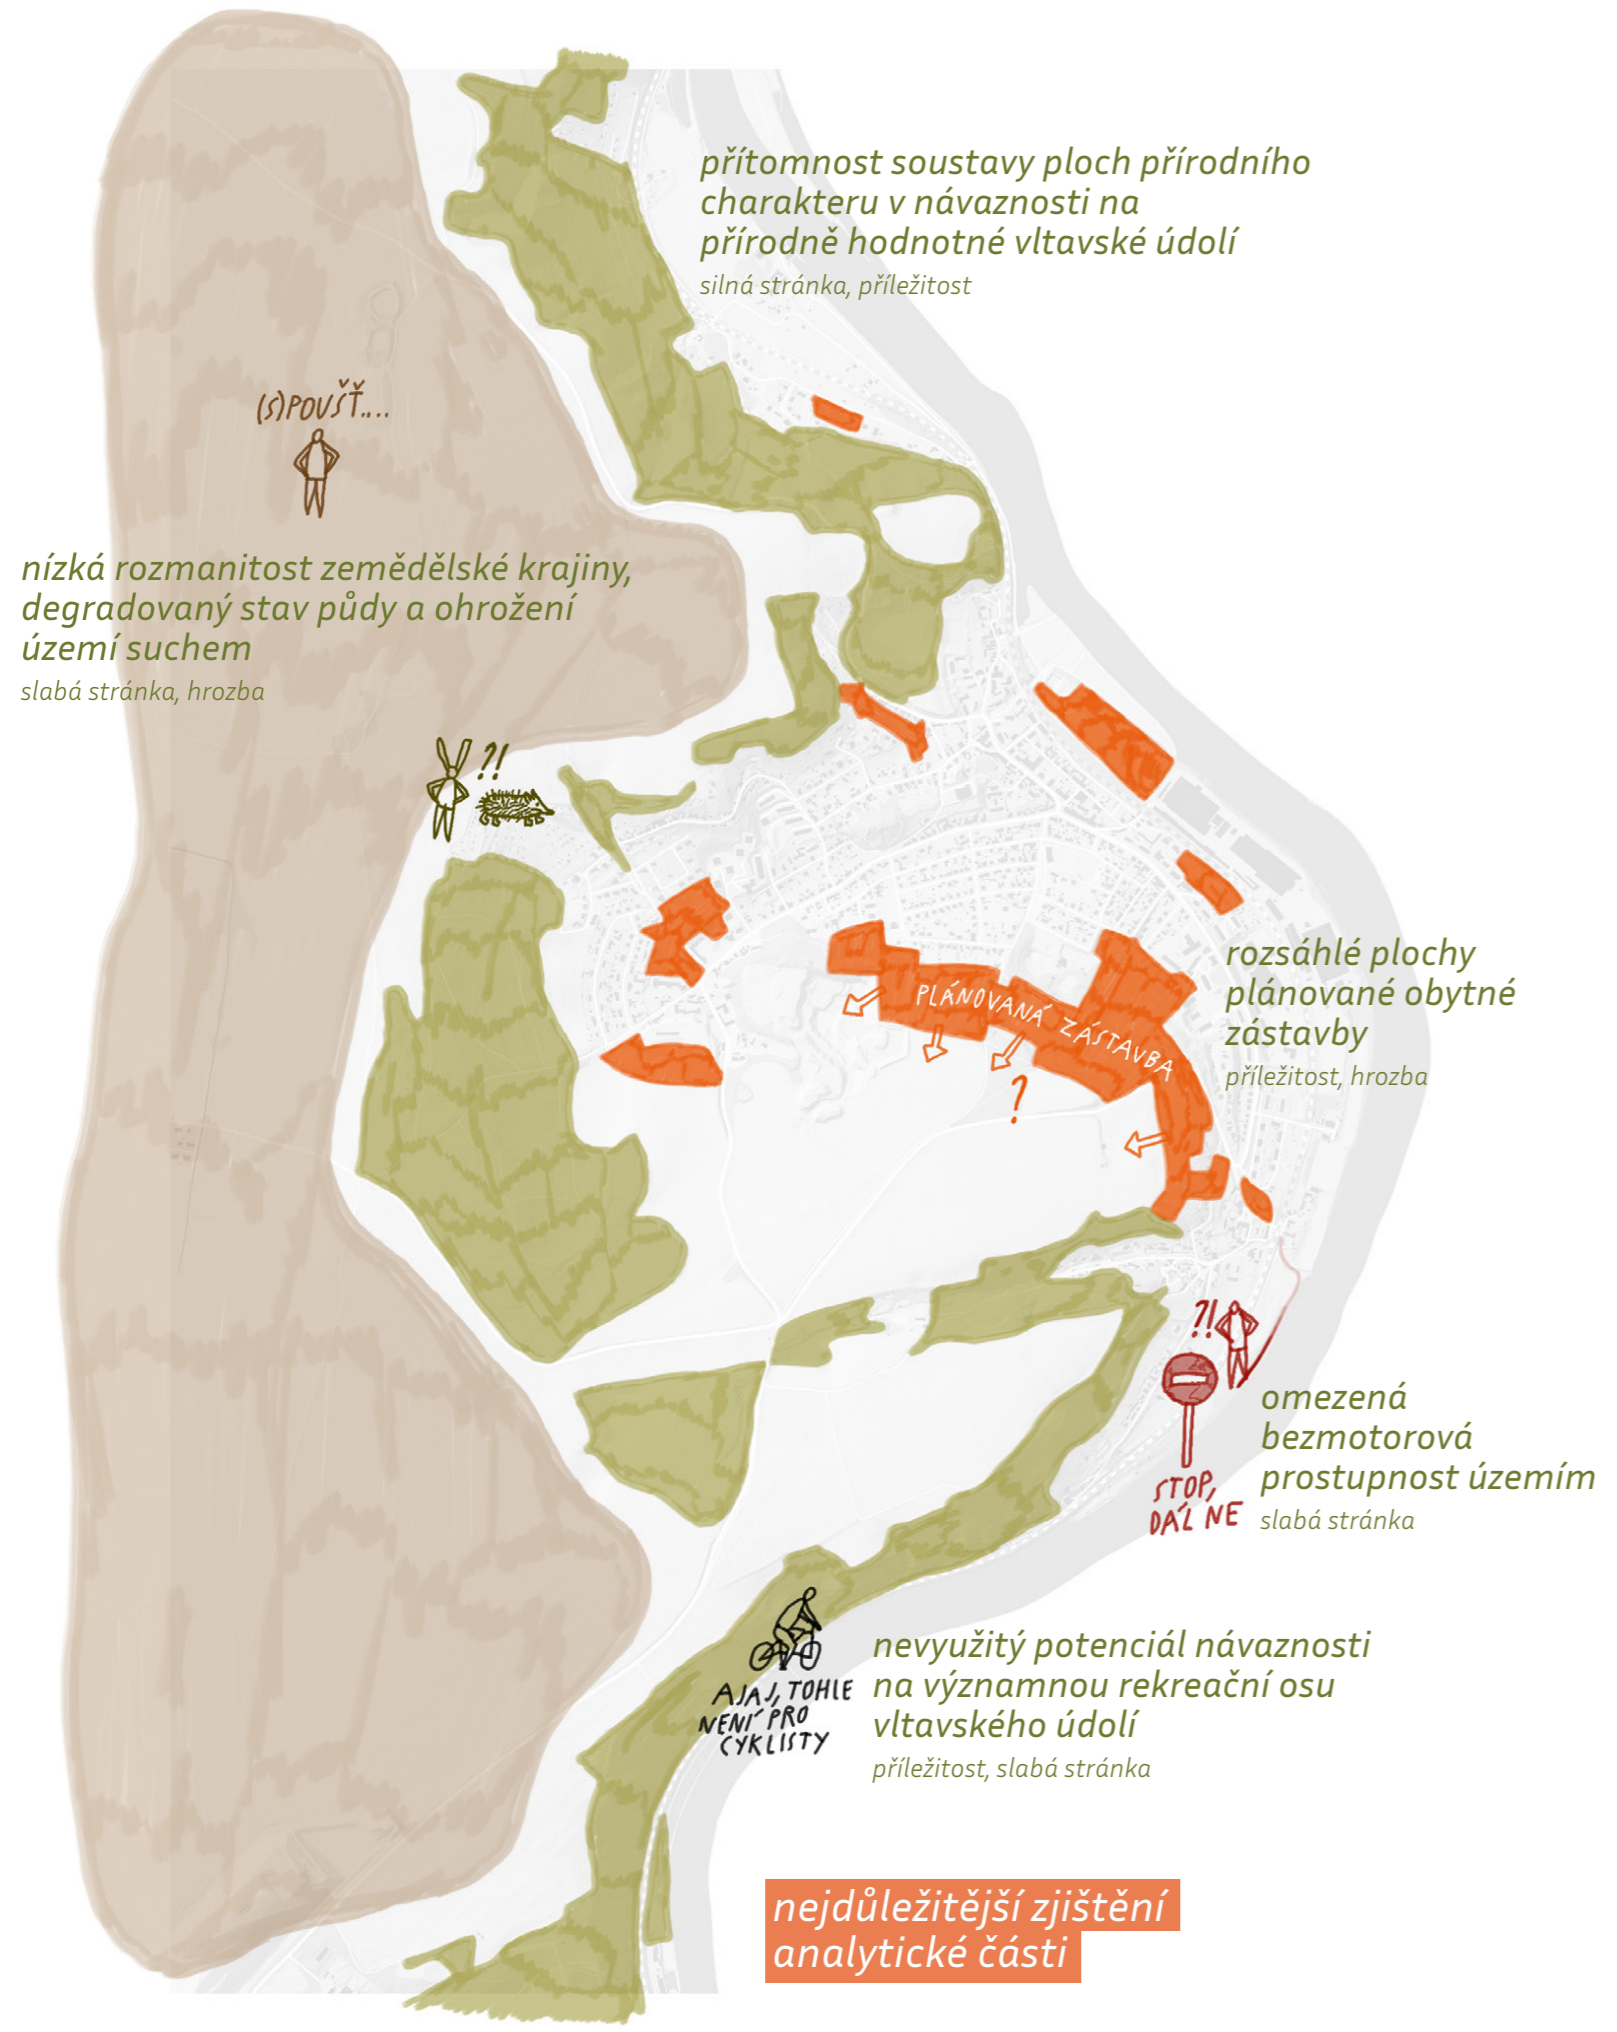 přítomnost soustavy ploch přírodního
charakteru v návaznosti na
přírodně hodnotné vltavské údolí
silná stránka, příležitost
(S)POUŠŤ....
nízká rozmanitost zemědělské krajiny,
degradovaný stav půdy a ohrožení
území suchem
slabá stránka, hrozba
?!
PLÁNOVANÁ ZÁSTAVBA
?
rozsáhlé plochy
plánované obytné
zástavby
příležitost, hrozba
?!
STOP,
DÁL NE
omezená
bezmotorová
prostupnost územím
slabá stránka
AJAJ, TOHLE
NENÍ PRO
CYKLISTY
nevyužitý potenciál návaznosti
na významnou rekreační osu
vltavského údolí
příležitost, slabá stránka
nejdůležitější zjištění
analytické části